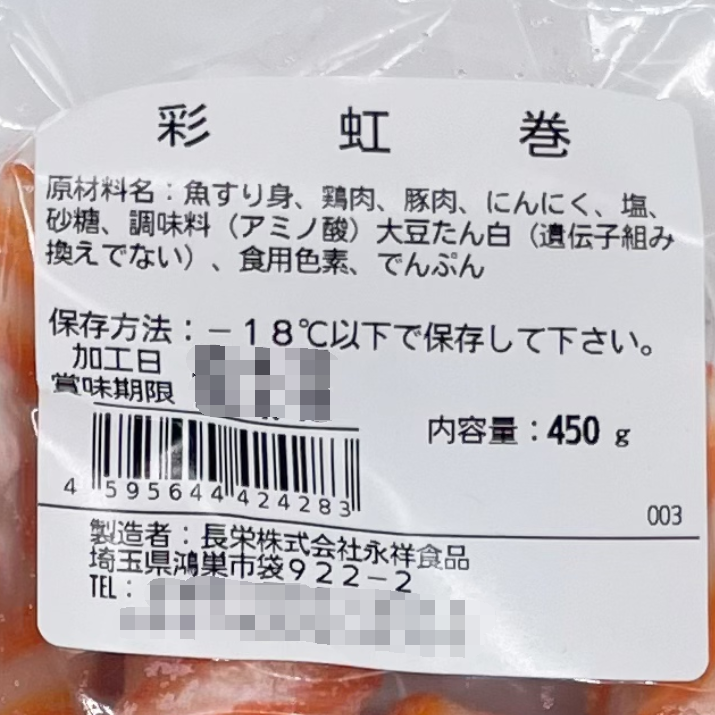 彩虹巻
原材料名：魚すり身、鶏肉、豚肉、にんにく、塩、
砂糖、調味料（アミノ酸）大豆たん白（遺伝子組み
換えでない）、食用色素、でんぷん
保存方法：－１８℃以下で保存して下さい。
加工日
賞味期限
内容量：450 g
4 595644 424283
003
製造者：長栄株式会社永祥食品
埼玉県鴻巣市袋９２２－２
TEL：